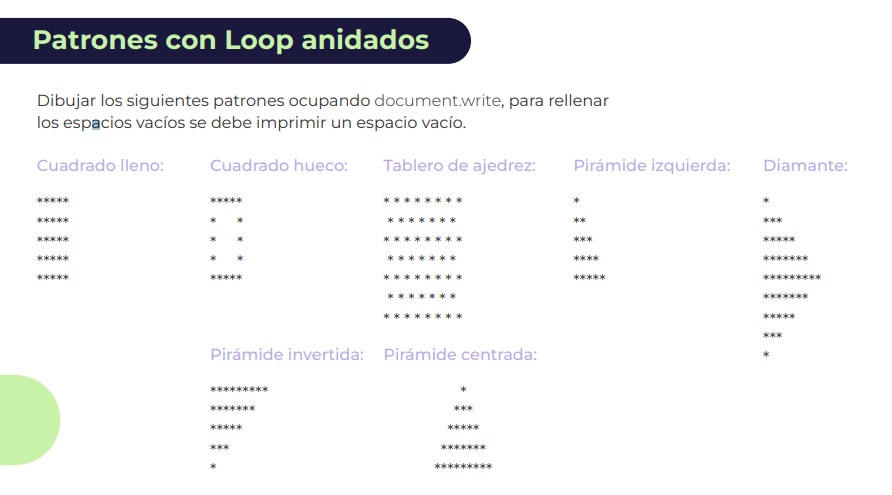 Patrones con Loop anidados
Dibujar los siguientes patrones ocupando document.write, para rellenar
los espacios vacíos se debe imprimir un espacio vacío.
Cuadrado lleno:
*****
*****
*****
*****
*****
Cuadrado hueco:
*****
*   *
*   *
*   *
*****
Tablero de ajedrez:
* * * * * * * *
 * * * * * * *
* * * * * * * *
 * * * * * * *
* * * * * * * *
 * * * * * * *
* * * * * * * *
Pirámide izquierda:
*
**
***
****
*****
Diamante:
*
***
*****
*******
*********
*******
*****
***
*
Pirámide invertida:
*********
*******
*****
***
*
Pirámide centrada:
    *
   ***
  *****
 *******
*********